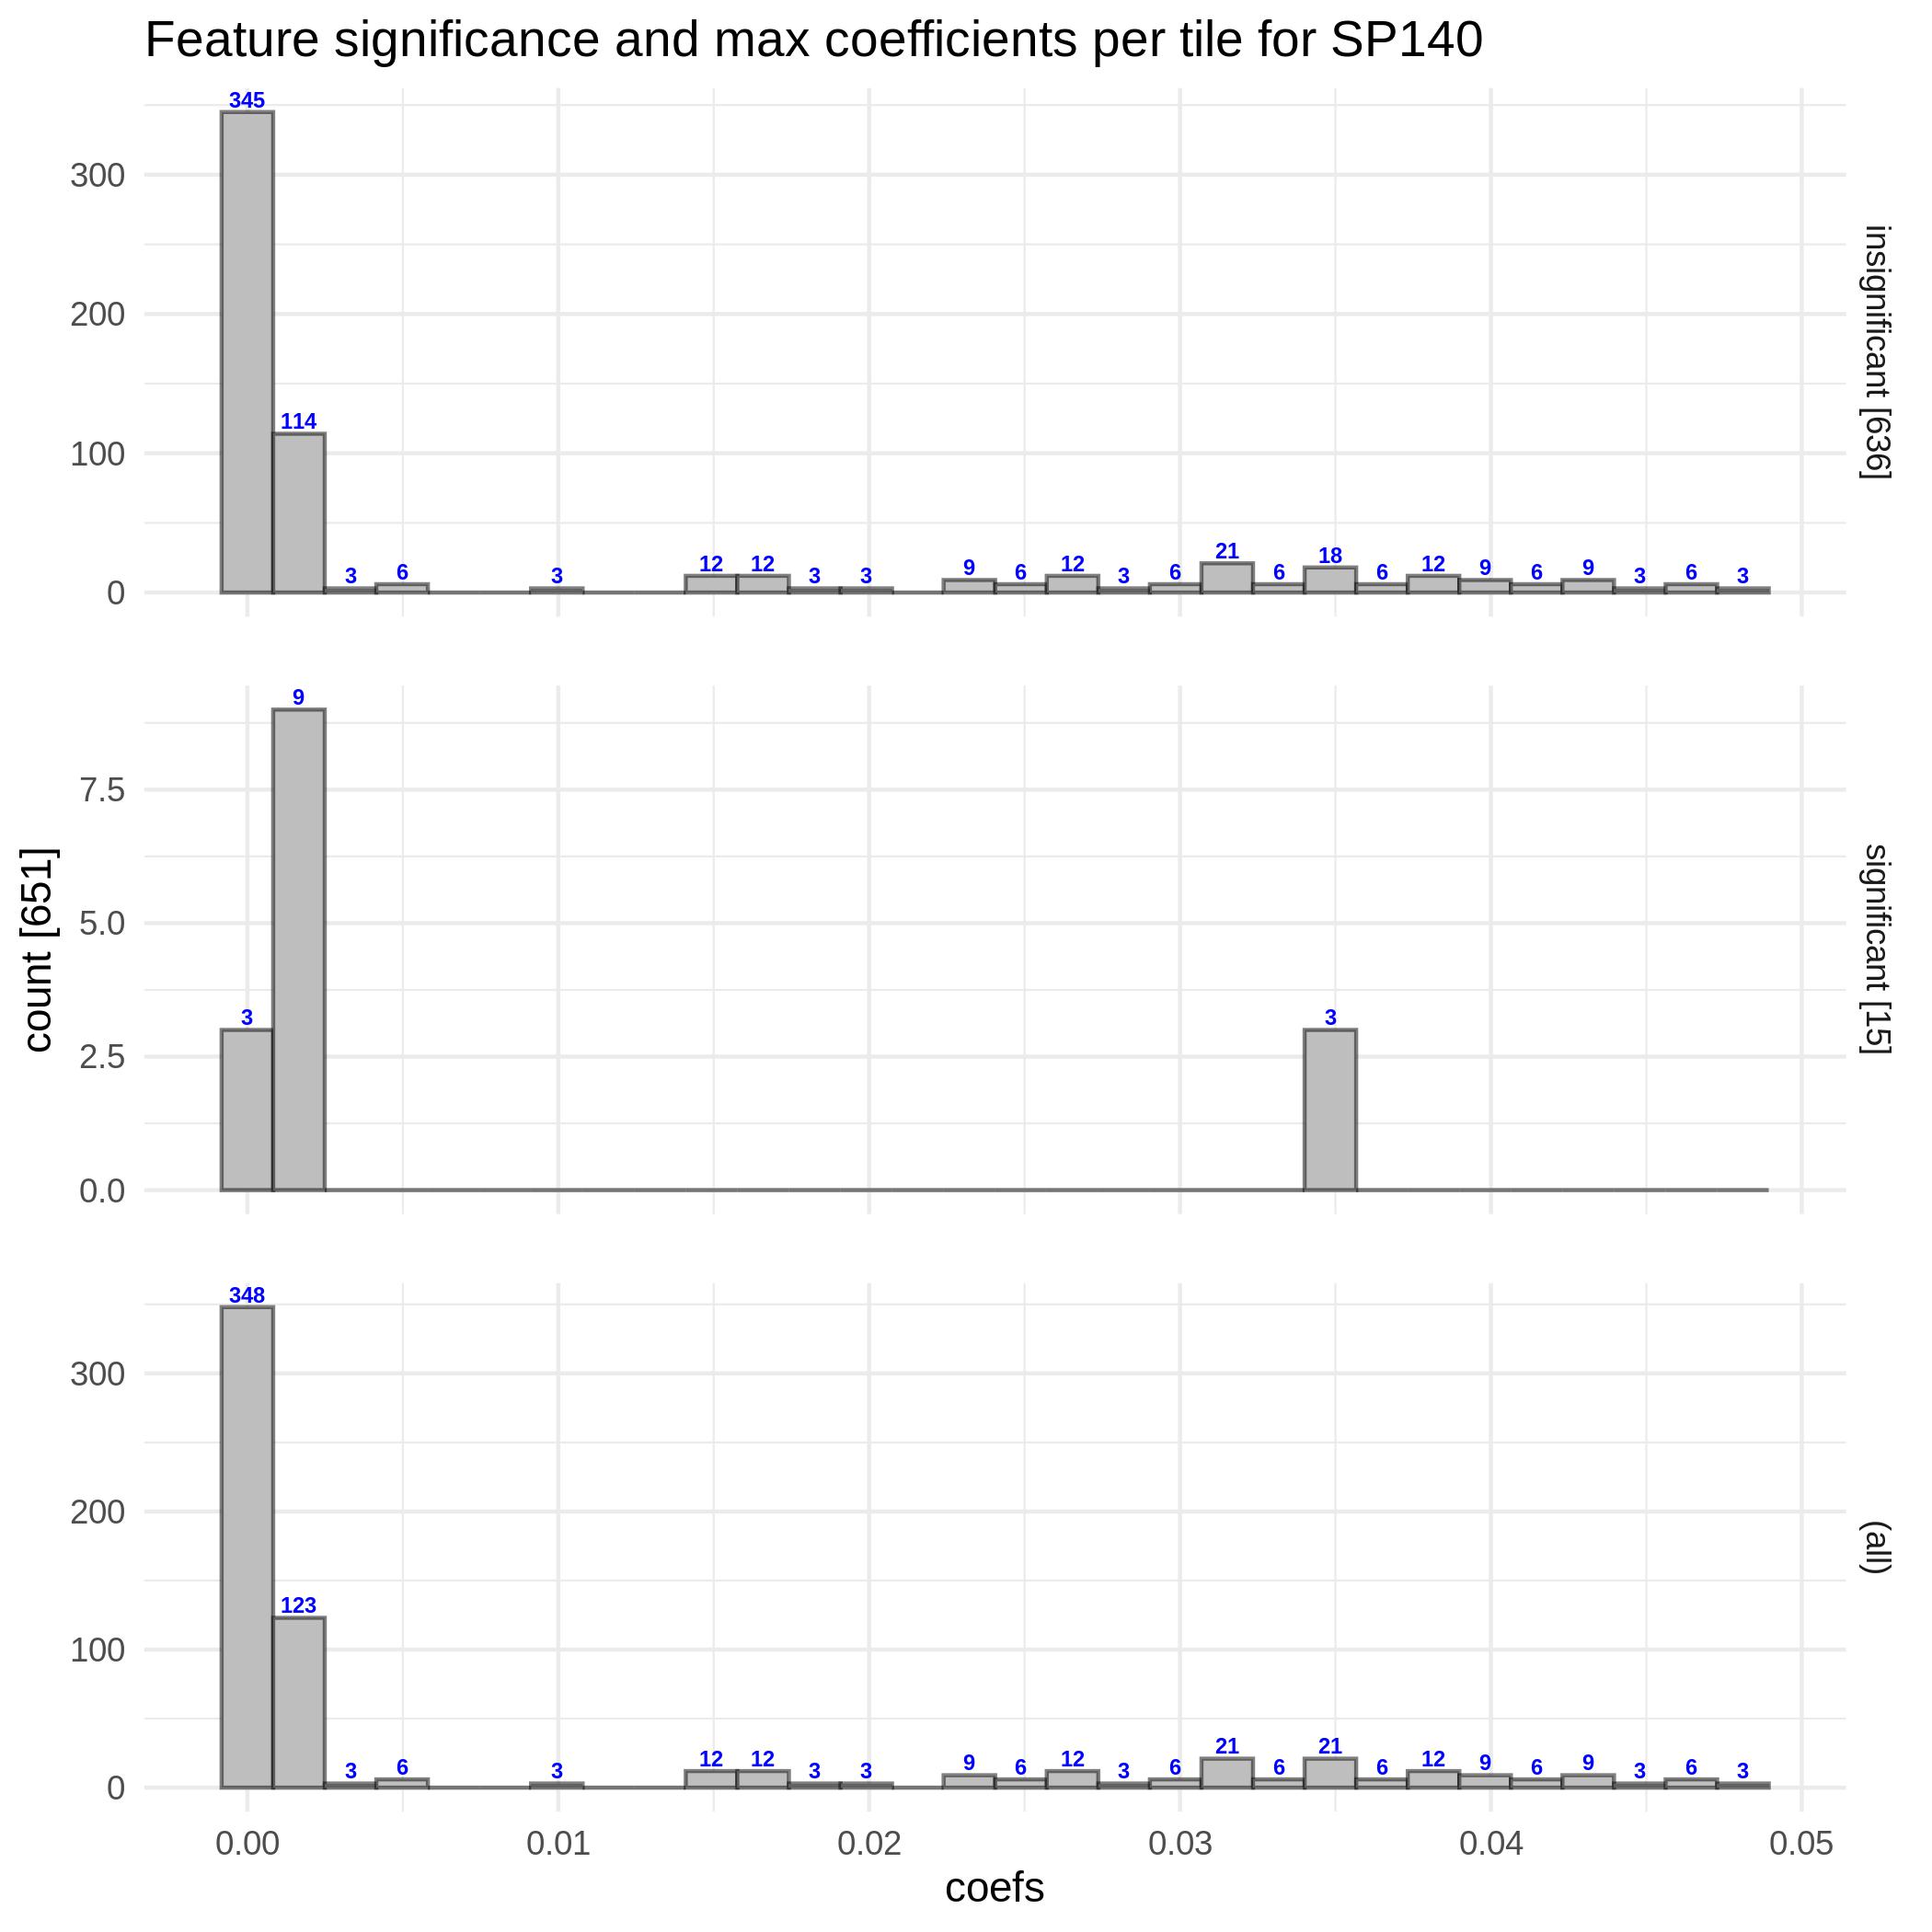 Feature significance and max coefficients per tile for SP140
345
300
200
114
100
3 6 3 12 12 3 3 9 6 12 3 6 21 6 18 6 12 9 6 9 3 6 3
0
insignificant [636]
9
7.5
5.0
3 3
2.5
0.0
significant [15]
count [651]
348
300
200
123
100
3 6 3 12 12 3 3 9 6 12 3 6 21 6 21 6 12 9 6 9 3 6 3
0
(all)
0.00 0.01 0.02 0.03 0.04 0.05
coefs